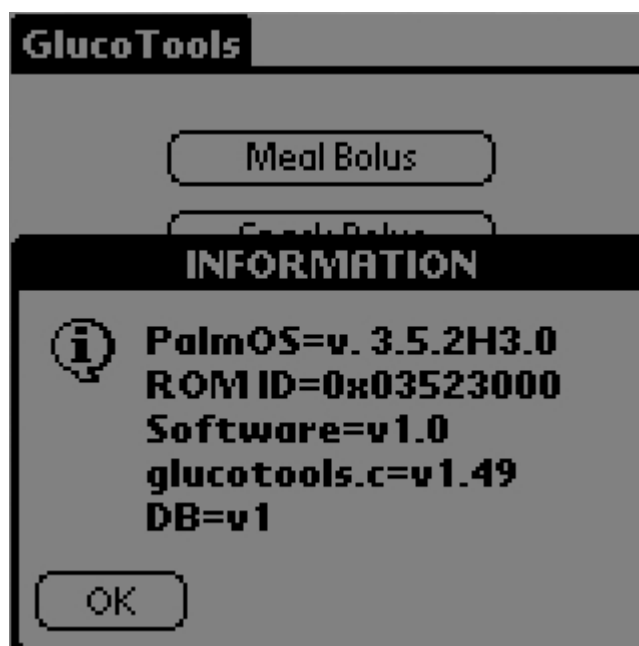 GlucoTools
Meal Bolus
INFORMATION
PalmOS=v. 3.5.2H3.0
ROM ID=0x03523000
Software=v1.0
glucotools.c=v1.49
DB=v1
OK